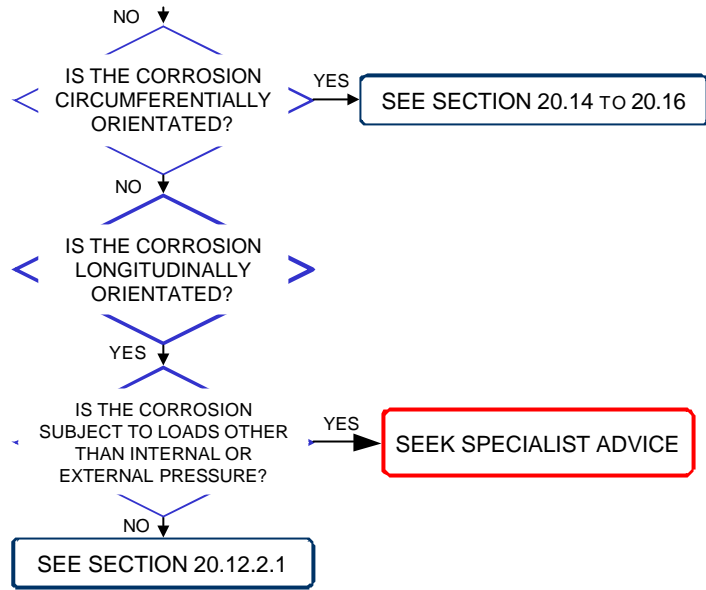 NO
IS THE CORROSION
CIRCUMFERENTIALLY
ORIENTATED?
YES
SEE SECTION 20.14 TO 20.16
NO
IS THE CORROSION
LONGITUDINALLY
ORIENTATED?
YES
IS THE CORROSION
SUBJECT TO LOADS OTHER
THAN INTERNAL OR
EXTERNAL PRESSURE?
YES
SEEK SPECIALIST ADVICE
NO
SEE SECTION 20.12.2.1